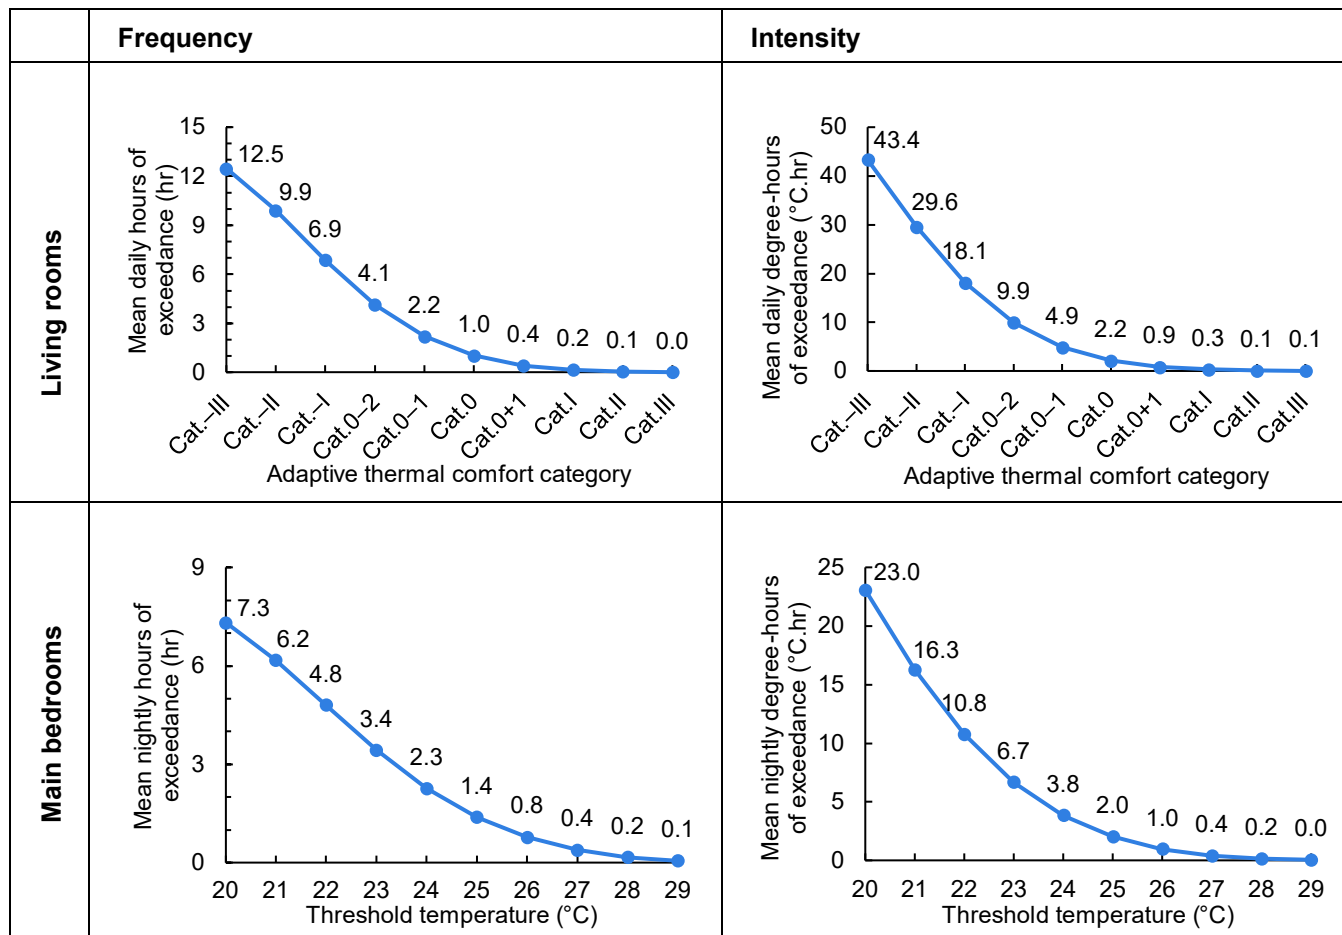 Frequency
Intensity
Living rooms
Mean daily hours of
exceedance (hr)
15
12
9
6
3
0
12.5
9.9
6.9
4.1
2.2
1.0
0.4
0.2
0.1
0.0
Cat.–III
Cat.–II
Cat.–I
Cat.0–2
Cat.0–1
Cat.0
Cat.0+1
Cat.I
Cat.II
Cat.III
Adaptive thermal comfort category
Mean daily degree-hours
of exceedance (°C.hr)
50
40
30
20
10
0
43.4
29.6
18.1
9.9
4.9
2.2
0.9
0.3
0.1
0.1
Cat.–III
Cat.–II
Cat.–I
Cat.0–2
Cat.0–1
Cat.0
Cat.0+1
Cat.I
Cat.II
Cat.III
Adaptive thermal comfort category
Main bedrooms
Mean nightly hours of
exceedance (hr)
9
6
3
0
7.3
6.2
4.8
3.4
2.3
1.4
0.8
0.4
0.2
0.1
20 21 22 23 24 25 26 27 28 29
Threshold temperature (°C)
Mean nightly degree-hours
of exceedance (°C.hr)
25
20
15
10
5
0
23.0
16.3
10.8
6.7
3.8
2.0
1.0
0.4
0.2
0.0
20 21 22 23 24 25 26 27 28 29
Threshold temperature (°C)